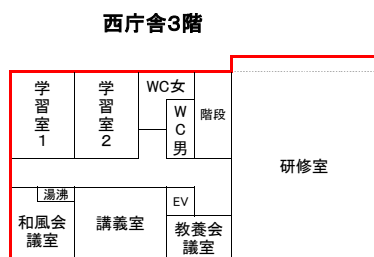 西庁舎3階
学習室1
学習室2
WC女
WC男
階段
研修室
湯沸
和風会議室
講義室
EV
教養会議室